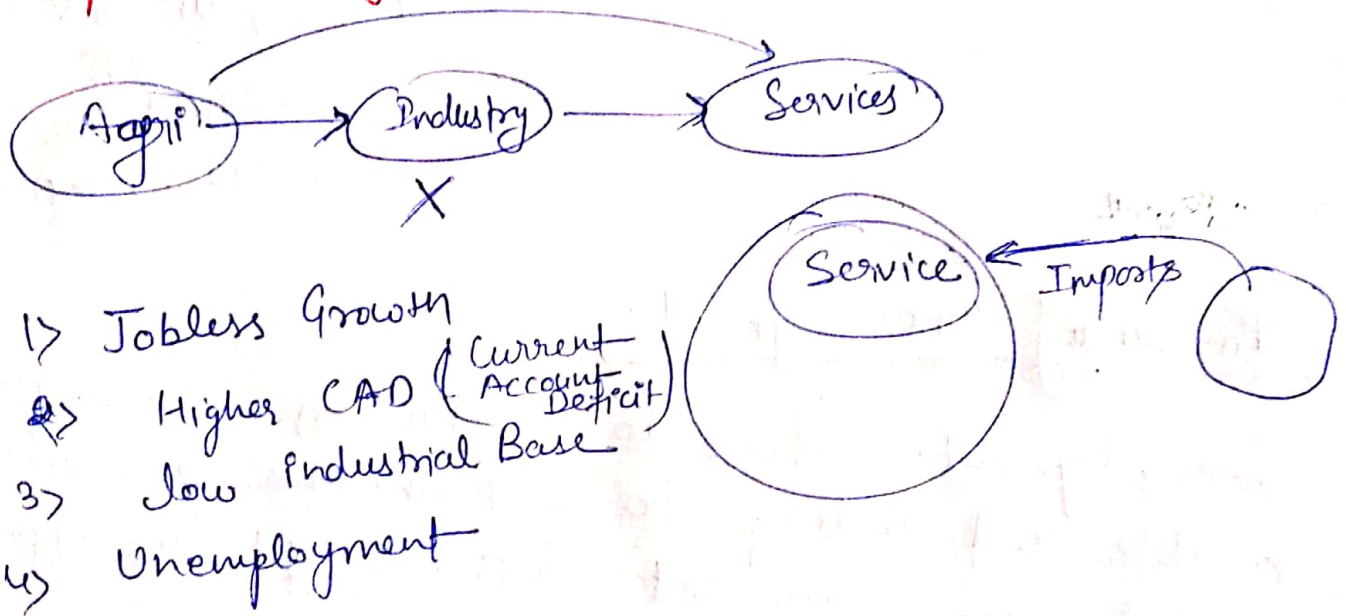 Agri
Industry
Services
X
Service
Imports
1> Jobless Growth
2> Higher CAD (Current Account Deficit)
3> low industrial Base
4> Unemployment